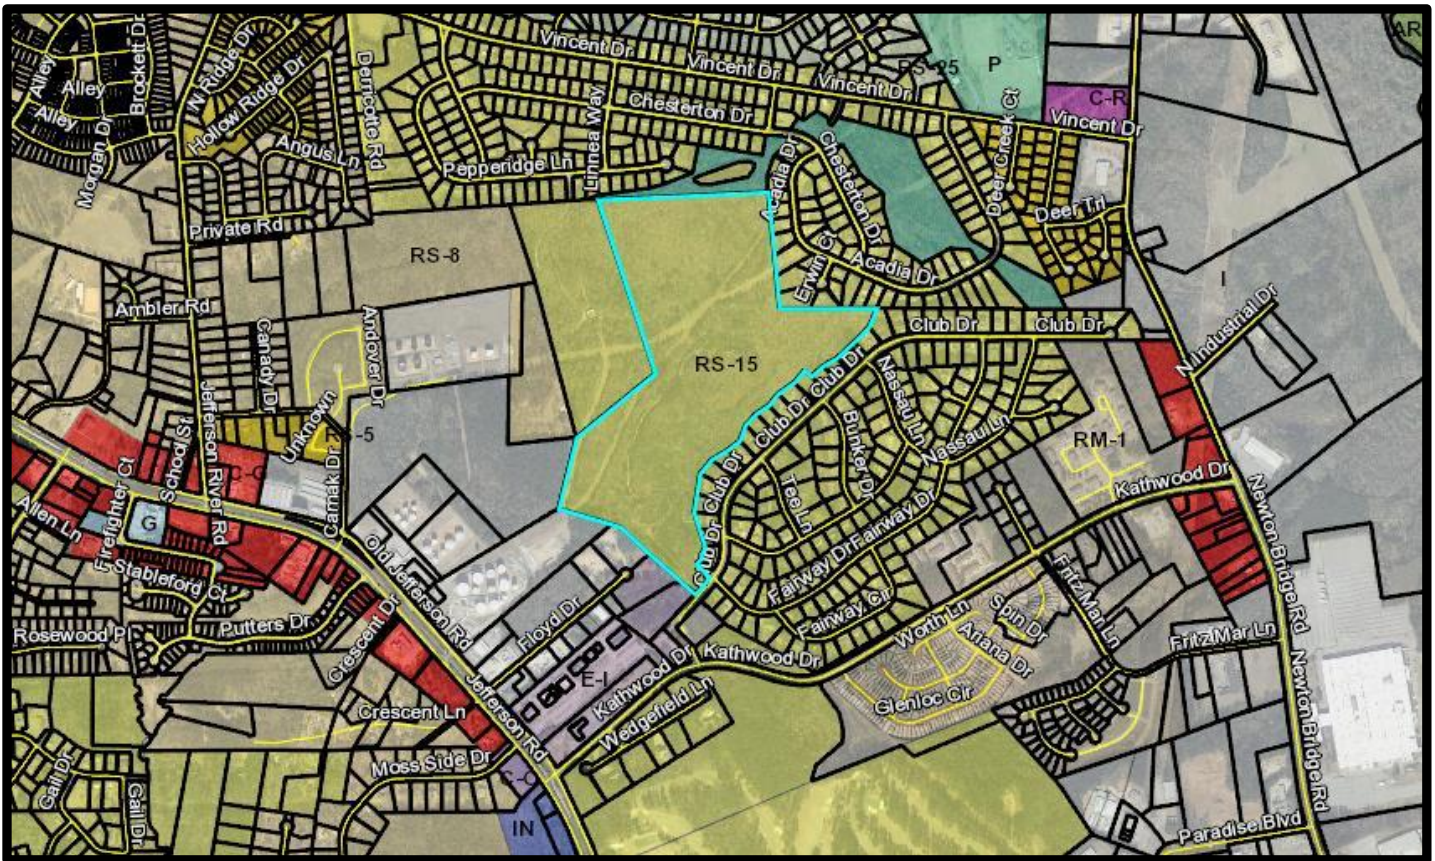 Alley
Alley
Alley
Brockett Dr
Morgan Dr
N Ridge Dr
Hollow Ridge Dr
Angus Ln
Derricotte Rd
Private Rd
Vincent Dr
Vincent Dr
Vincent Dr
RS-25
P
C-R
Vincent Dr
AR
Chesterton Dr
Linnea Way
Pepperidge Ln
Acadia Dr
Chesterton Dr
Deer Creek Ct
Deer Trl
Erwin Ct
Acadia Dr
RS-8
Ambler Rd
Canady Dr
Andover Dr
Club Dr
Club Dr
I
N Industrial Dr
RS-15
Club Dr
Club Dr
Club Dr
Club Dr
Nassau Ln
Nassau Ln
Bunker Dr
Tee Ln
Fairway Dr
Fairway Dr
Fairway Cir
RM-1
Kathwood Dr
Jefferson River Rd
School St
Unknown
RS-5
C-G
Camak Dr
Firefighter Ct
Allen Ln
G
Stableford Ct
Old Jefferson Rd
Rosewood Pl
Putters Dr
Crescent Dr
Floyd Dr
E-I
Kathwood Dr
Kathwood Dr
Wedgefield Ln
Worth Ln
Spin Dr
Ariana Dr
Glenloc Cir
Fritz Mar Ln
Fritz Mar Ln
Newton Bridge Rd
Newton Bridge Rd
Crescent Ln
Jefferson Rd
Moss Side Dr
Gail Dr
Gail Dr
IN
Paradise Blvd